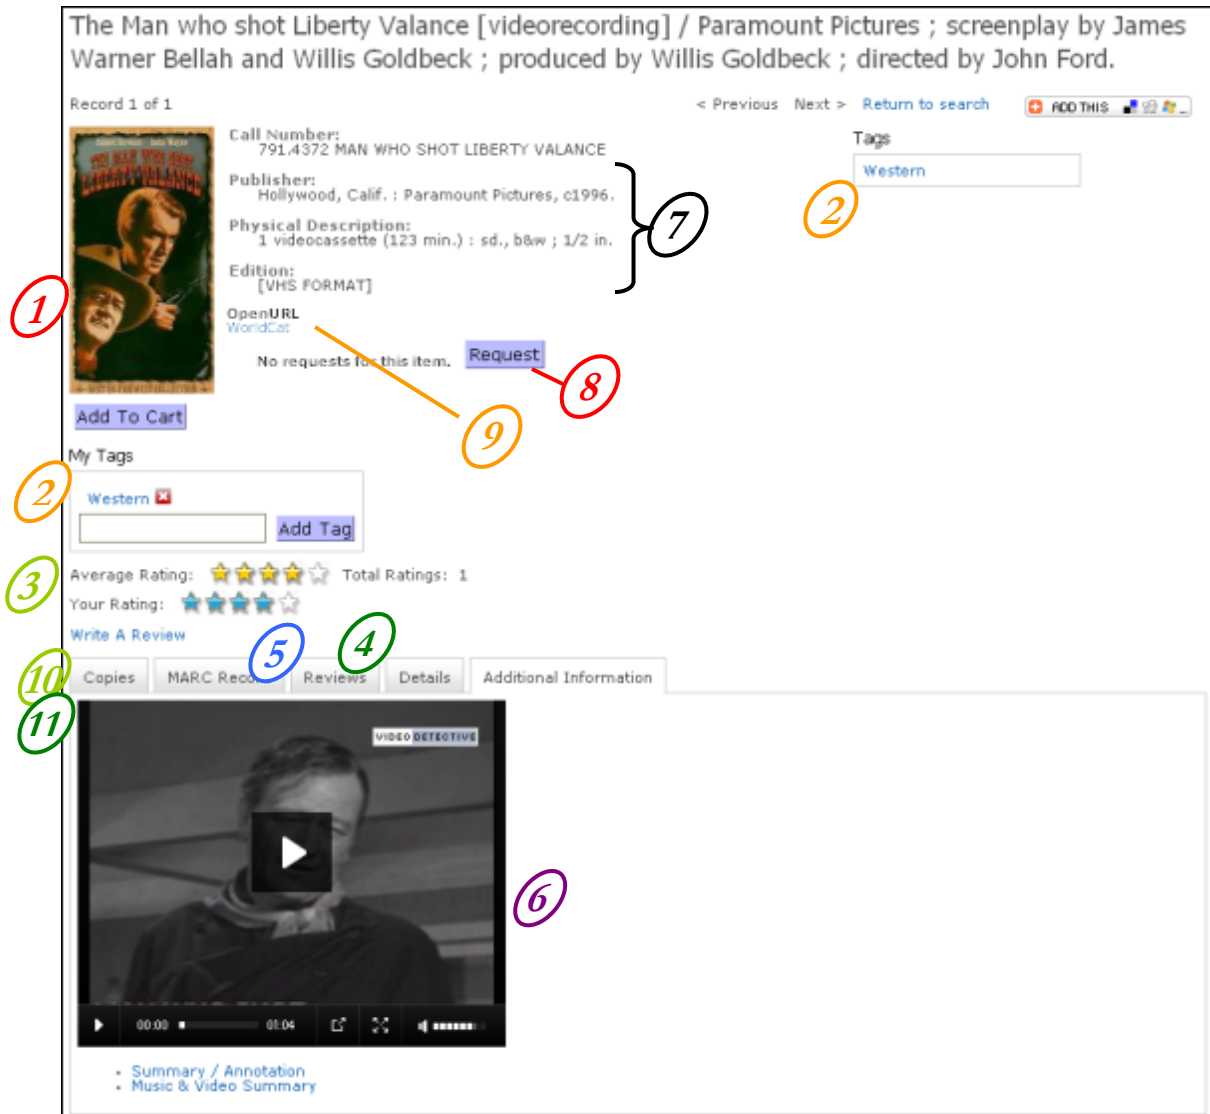 The Man who shot Liberty Valance [videorecording] / Paramount Pictures ; screenplay by James
Warner Bellah and Willis Goldbeck ; produced by Willis Goldbeck ; directed by John Ford.
Record 1 of 1
< Previous Next > Return to search
ADD THIS
Tags
Western
2
THE MAN WHO SHOT
LIBERTY VALANCE
Call Number:
791.4372 MAN WHO SHOT LIBERTY VALANCE
Publisher:
Hollywood, Calif. : Paramount Pictures, c1996.
Physical Description:
1 videocassette (123 min.) : sd., b&w ; 1/2 in.
Edition:
[VHS FORMAT]
7
1
OpenURL
WorldCat
No requests for this item. Request
8
9
Add To Cart
My Tags
2
Western
Add Tag
3
Average Rating: Total Ratings: 1
Your Rating:
Write A Review
5
4
10
Copies MARC Reviews Details Additional Information
11
VIDEO DETECTIVE
6
00:00 01:04
Summary / Annotation
Music & Video Summary